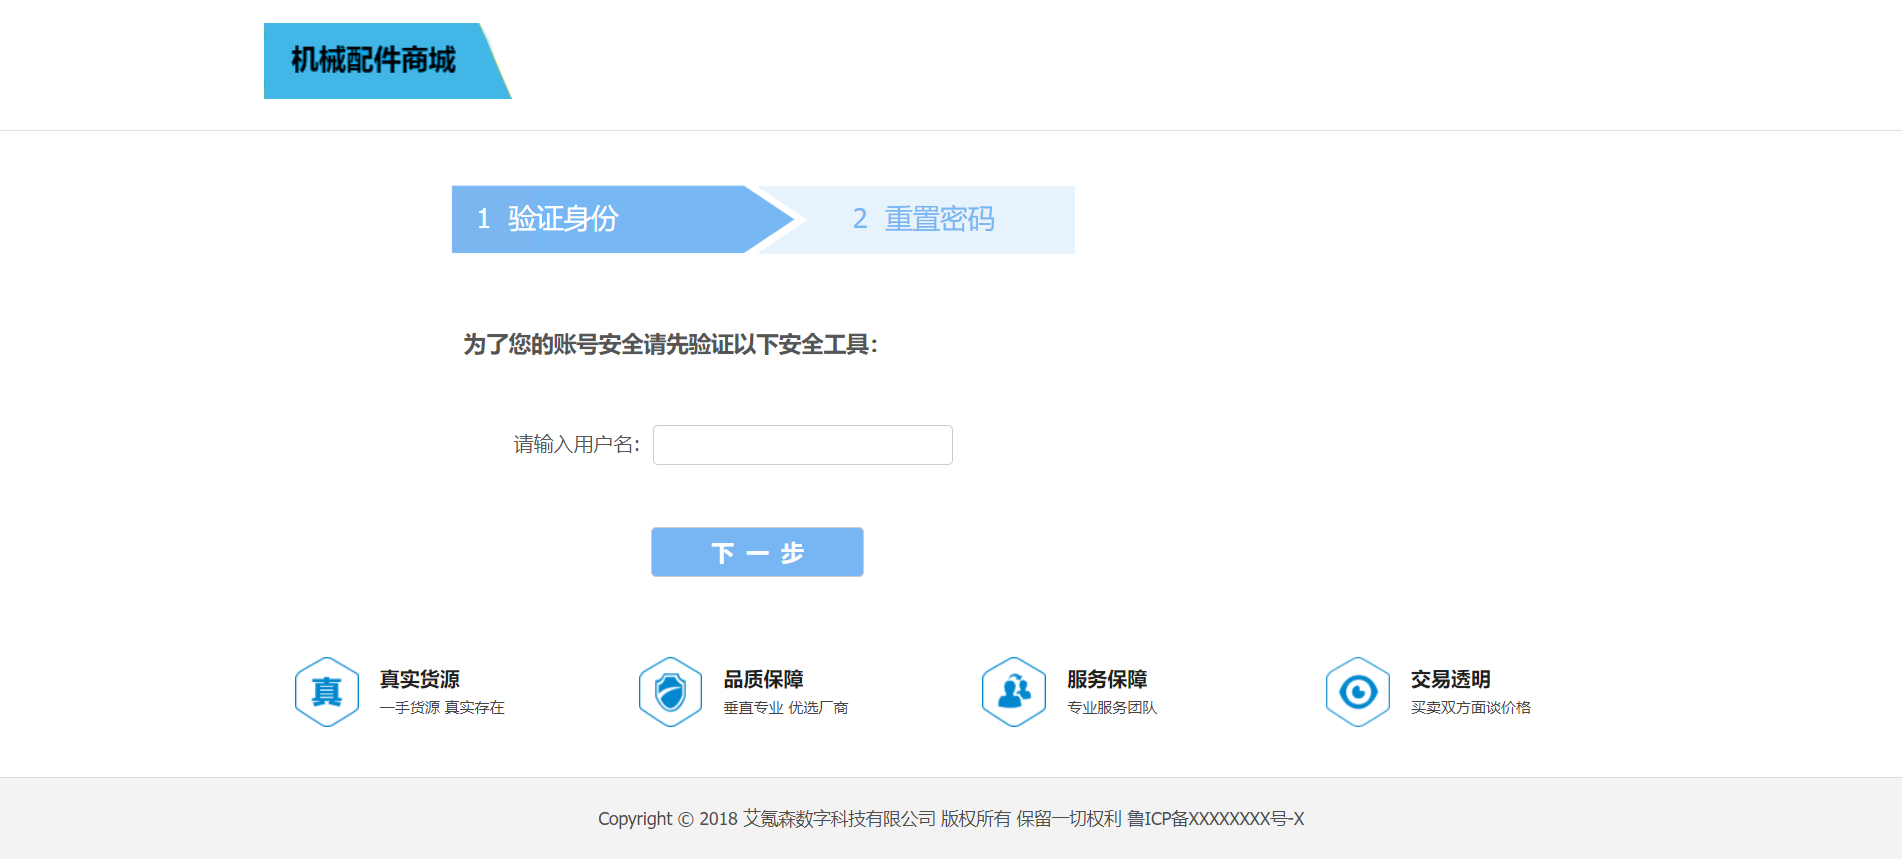 机械配件商城
1 验证身份
2 重置密码
为了您的账号安全请先验证以下安全工具：
请输入用户名:
下一步
真
真实货源
一手货源 真实存在
品质保障
垂直专业 优选厂商
服务保障
专业服务团队
交易透明
买卖双方面谈价格
Copyright © 2018 艾氪森数字科技有限公司 版权所有 保留一切权利 鲁ICP备XXXXXXXX号-X